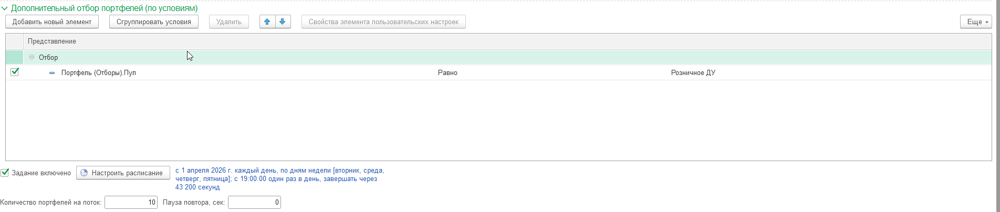 Дополнительный отбор портфелей (по условиям)
Добавить новый элемент Сгруппировать условия Удалить Свойства элемента пользовательских настроек Еще
Представление
Отбор
Портфель (Отборы).Пул Равно Розничное ДУ
Задание включено Настроить расписание с 1 апреля 2026 г. каждый день, по дням недели [вторник, среда,
четверг, пятница]; с 19:00:00 один раз в день, завершать через
43 200 секунд
Количество портфелей на поток: 10 Пауза повтора, сек: 0